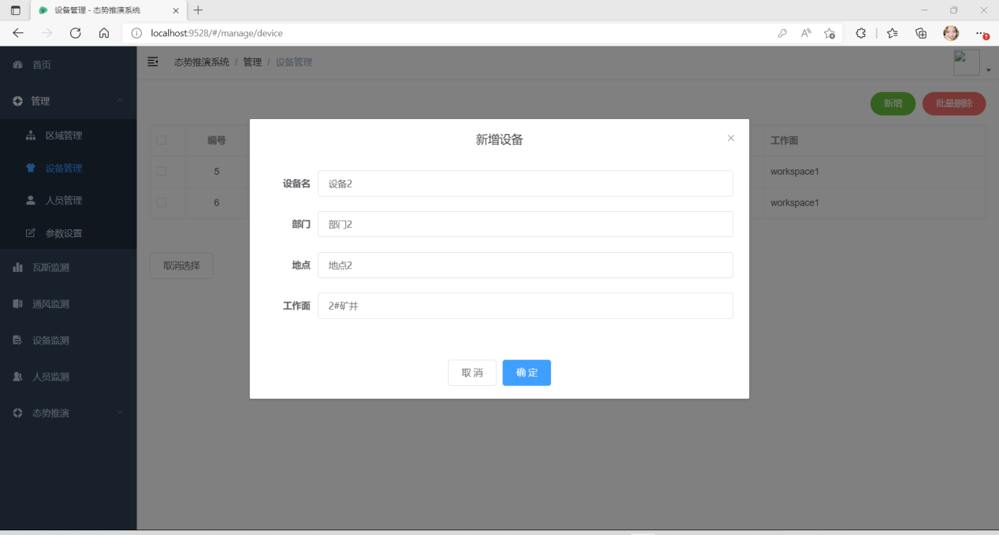 设备管理 - 态势推演系统
localhost:9528/#/manage/device
首页
态势推演系统 / 管理 / 设备管理
管理
新增
批量删除
区域管理
设备管理
人员管理
参数设置
瓦斯监测
通风监测
设备监测
人员监测
态势推演
编号
工作面
5
workspace1
6
workspace1
取消选择
新增设备
设备名
设备2
部门
部门2
地点
地点2
工作面
2#矿井
取 消
确 定